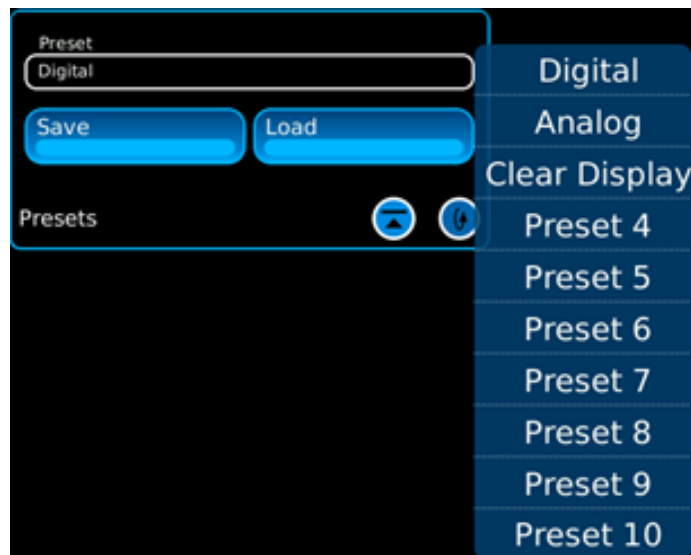 Preset
Digital
Save
Load
Presets
Digital
Analog
Clear Display
Preset 4
Preset 5
Preset 6
Preset 7
Preset 8
Preset 9
Preset 10